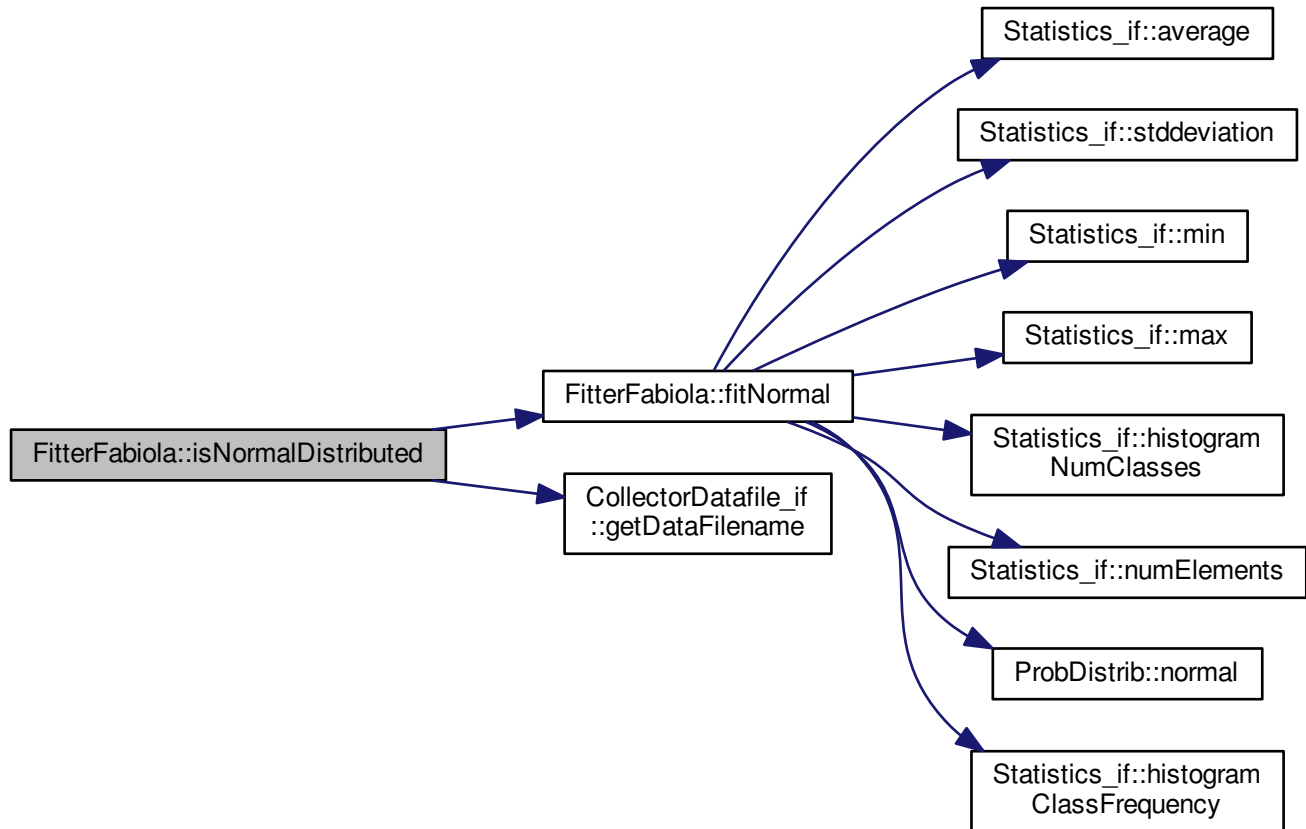 Statistics_if::average
Statistics_if::stddeviation
Statistics_if::min
Statistics_if::max
FitterFabiola::fitNormal
Statistics_if::histogram
NumClasses
FitterFabiola::isNormalDistributed
CollectorDatafile_if
::getDataFilename
Statistics_if::numElements
ProbDistrib::normal
Statistics_if::histogram
ClassFrequency